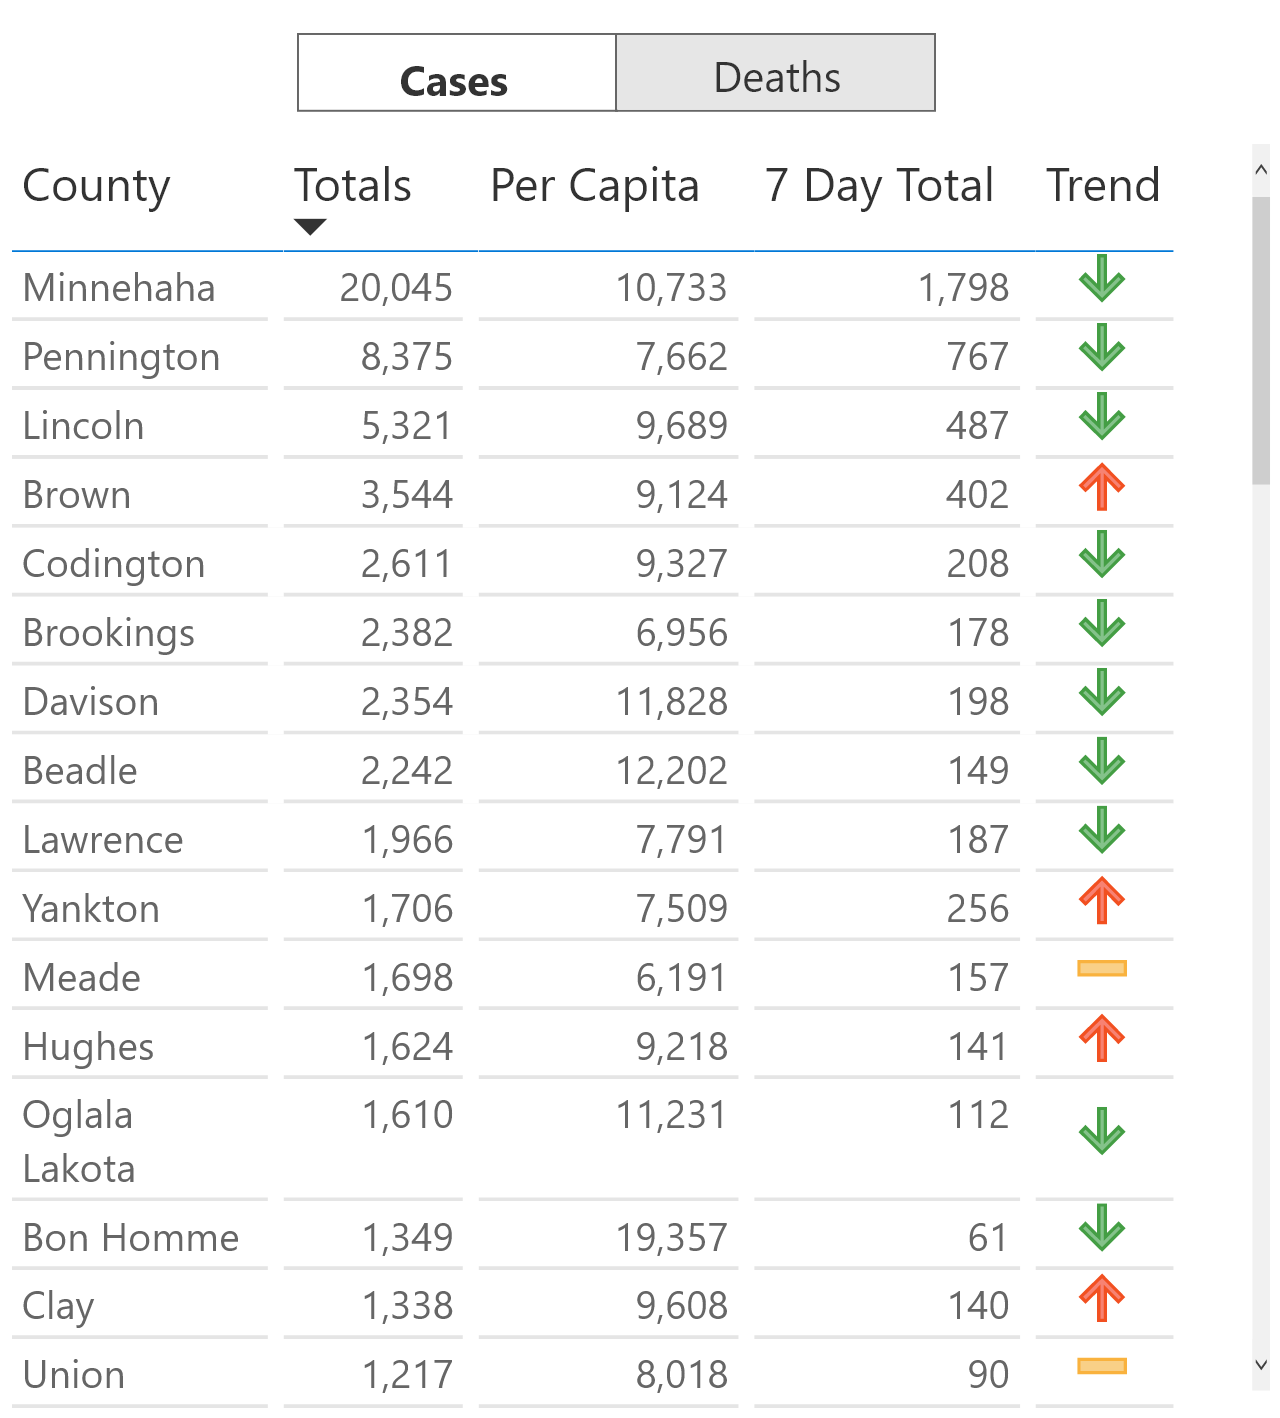 Cases Deaths
County Totals Per Capita 7 Day Total Trend
Minnehaha 20,045 10,733 1,798
Pennington 8,375 7,662 767
Lincoln 5,321 9,689 487
Brown 3,544 9,124 402
Codington 2,611 9,327 208
Brookings 2,382 6,956 178
Davison 2,354 11,828 198
Beadle 2,242 12,202 149
Lawrence 1,966 7,791 187
Yankton 1,706 7,509 256
Meade 1,698 6,191 157
Hughes 1,624 9,218 141
Oglala 1,610 11,231 112
Lakota
Bon Homme 1,349 19,357 61
Clay 1,338 9,608 140
Union 1,217 8,018 90